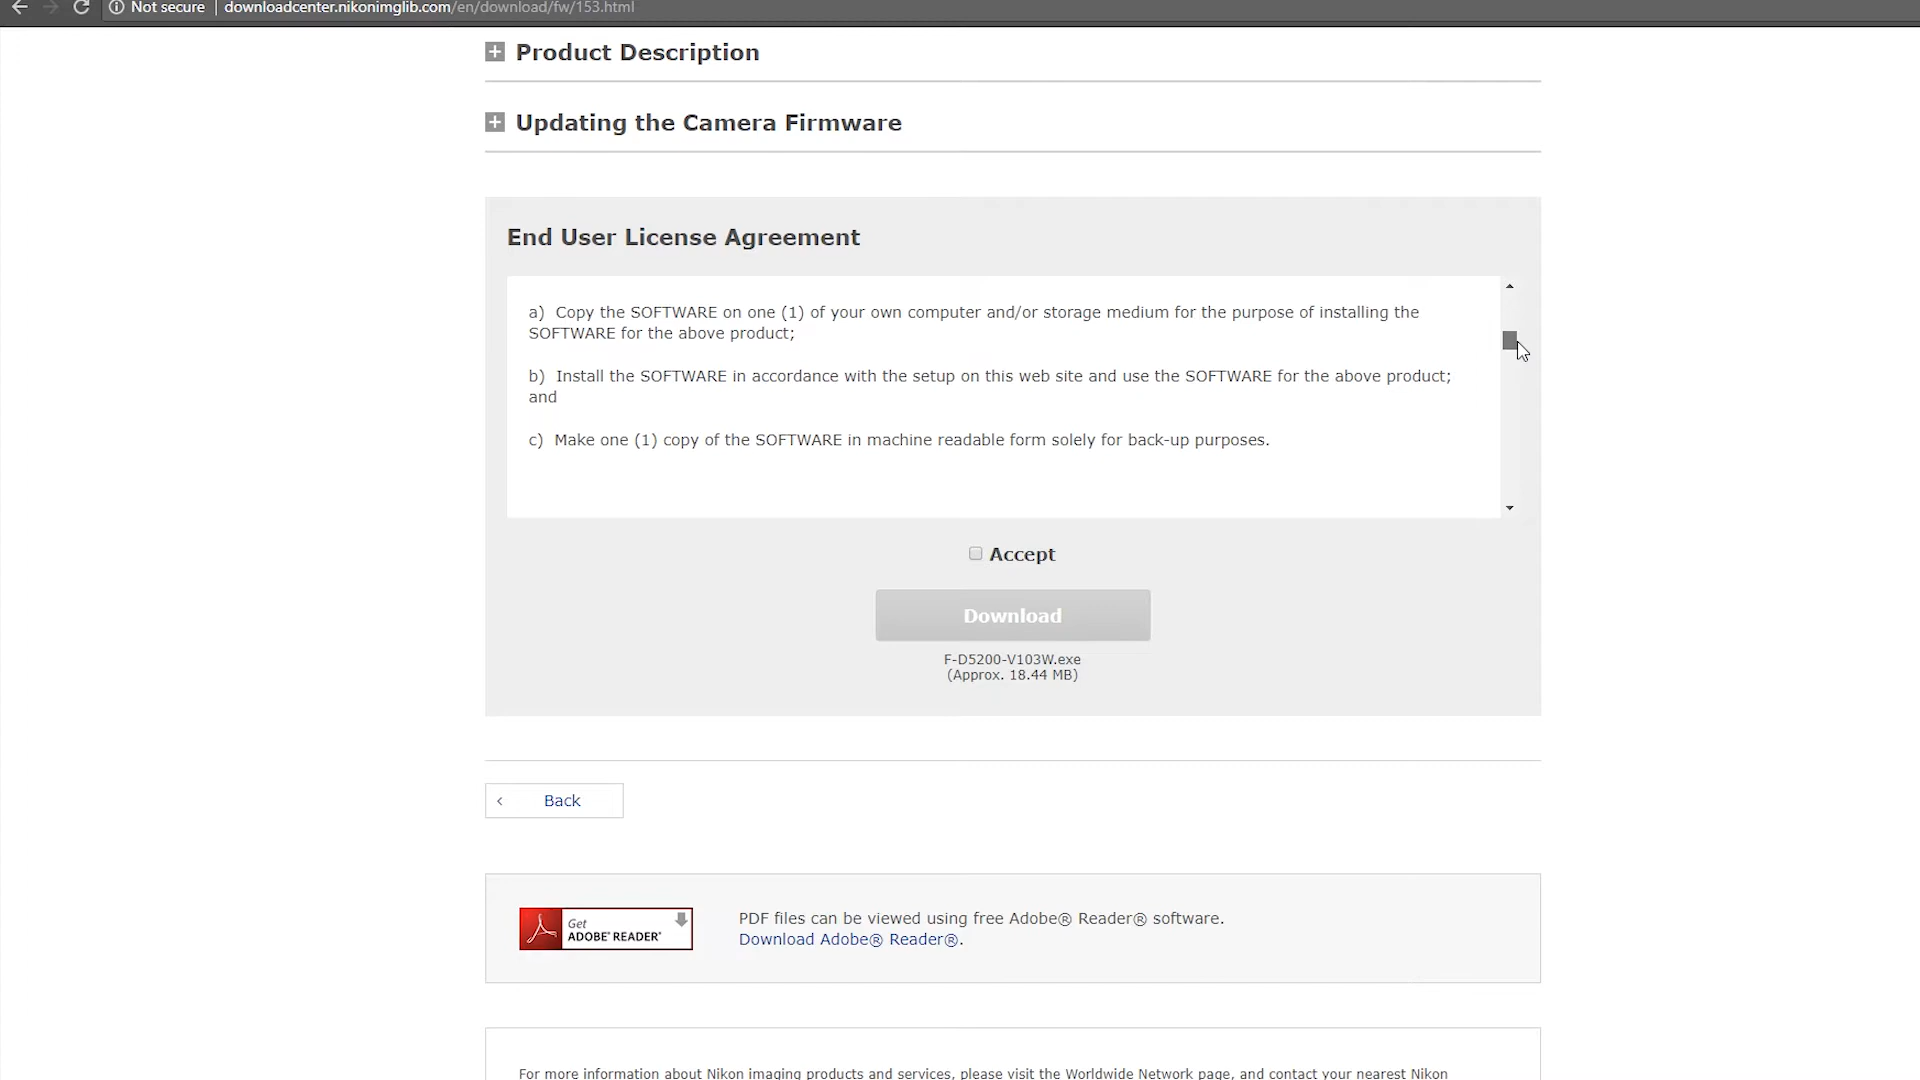 Not secure | downloadcenter.nikonimglib.com/en/download/fw/153.html
Product Description
Updating the Camera Firmware
End User License Agreement
a) Copy the SOFTWARE on one (1) of your own computer and/or storage medium for the purpose of installing the
SOFTWARE for the above product;
b) Install the SOFTWARE in accordance with the setup on this web site and use the SOFTWARE for the above product;
and
c) Make one (1) copy of the SOFTWARE in machine readable form solely for back-up purposes.
Accept
Download
F-D5200-V103W.exe
(Approx. 18.44 MB)
Back
Get
ADOBE® READER®
PDF files can be viewed using free Adobe® Reader® software.
Download Adobe® Reader®.
For more information about Nikon imaging products and services, please visit the Worldwide Network page, and contact your nearest Nikon